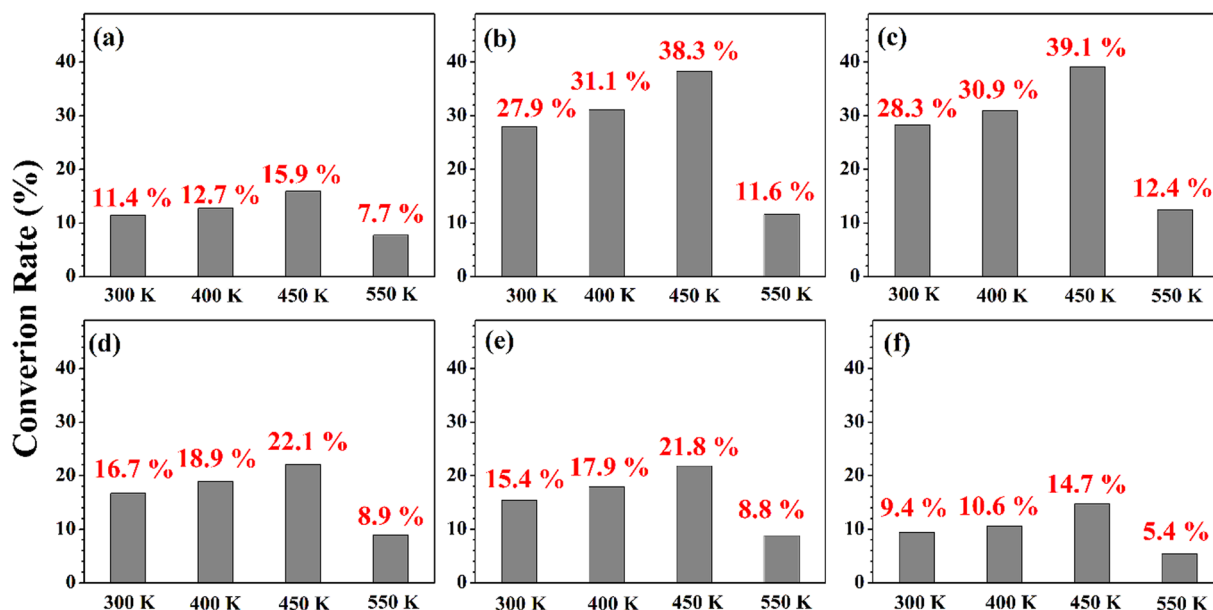 Converion Rate (%)
(a)
40
30
20
10
0
11.4 %
12.7 %
15.9 %
7.7 %
300 K
400 K
450 K
550 K
(b)
40
30
20
10
0
27.9 %
31.1 %
38.3 %
11.6 %
300 K
400 K
450 K
550 K
(c)
40
30
20
10
0
28.3 %
30.9 %
39.1 %
12.4 %
300 K
400 K
450 K
550 K
(d)
40
30
20
10
0
16.7 %
18.9 %
22.1 %
8.9 %
300 K
400 K
450 K
550 K
(e)
40
30
20
10
0
15.4 %
17.9 %
21.8 %
8.8 %
300 K
400 K
450 K
550 K
(f)
40
30
20
10
0
9.4 %
10.6 %
14.7 %
5.4 %
300 K
400 K
450 K
550 K